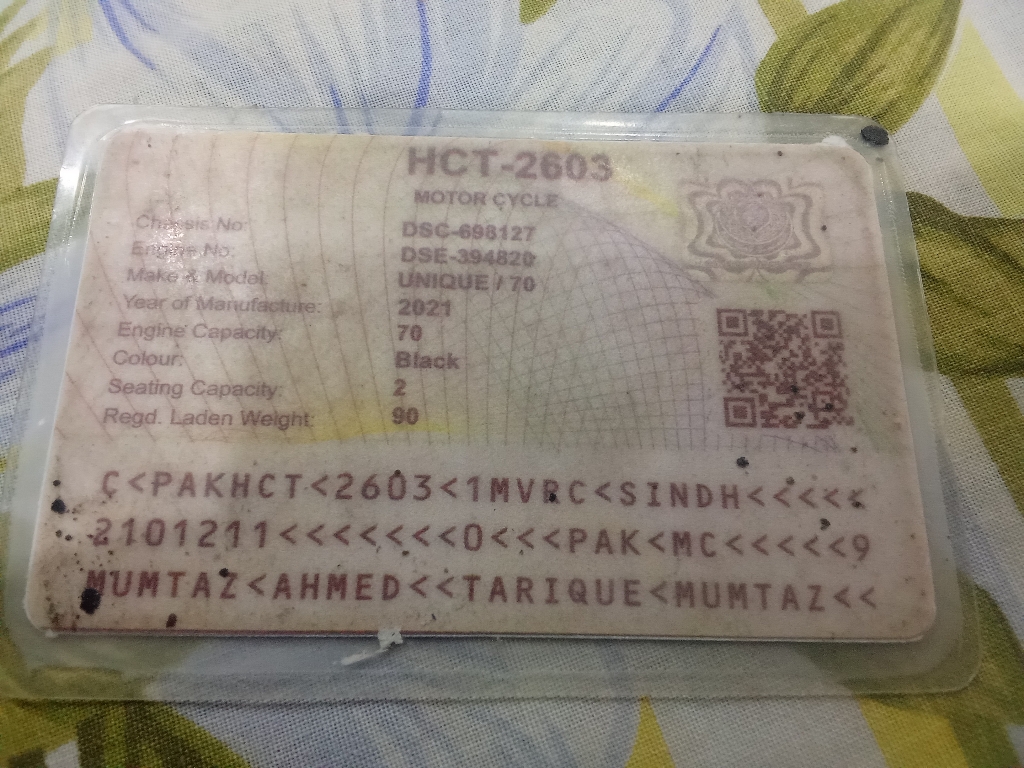 HCT-2603
MOTOR CYCLE
Chassis No: DSC-698127
Engine No: DSE-394820
Make & Model: UNIQUE / 70
Year of Manufacture: 2021
Engine Capacity: 70
Colour: Black
Seating Capacity: 2
Regd. Laden Weight: 90
C<PAKHCT<2603<1MVRC<SINDH<<<<<
2101211<<<<<<<O<<<PAK<MC<<<<<9
MUMTAZ<AHMED<<TARIQUE<MUMTAZ<<